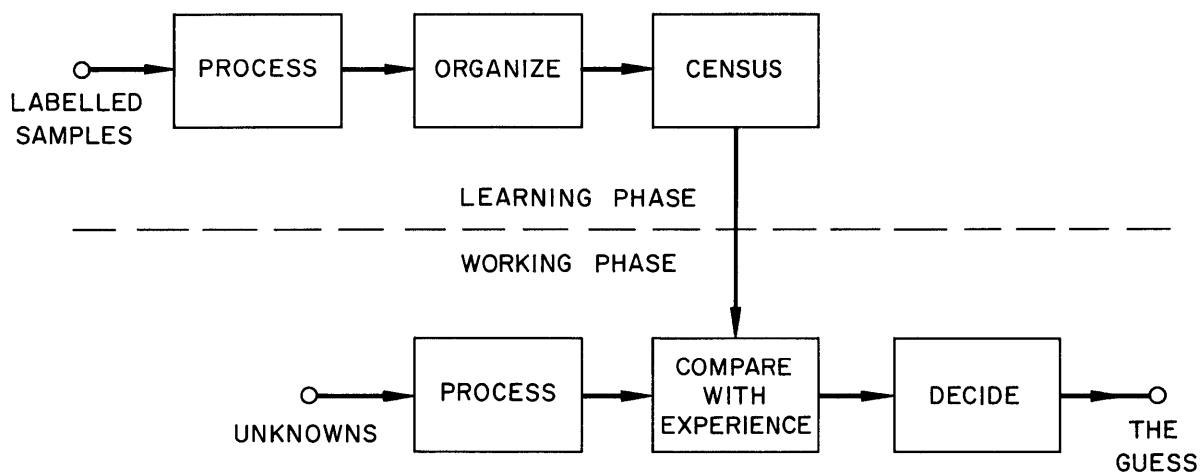 PROCESS
ORGANIZE
CENSUS
LABELLED
SAMPLES
LEARNING PHASE
WORKING PHASE
PROCESS
COMPARE
WITH
EXPERIENCE
DECIDE
UNKNOWNS
THE
GUESS